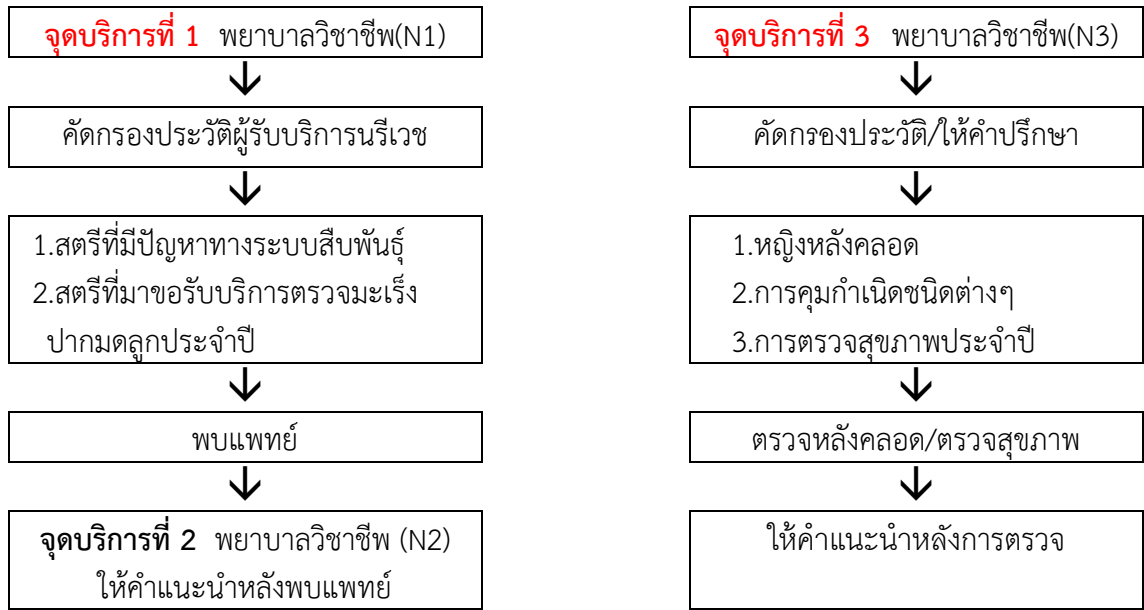 จุดบริการที่ 1 พยาบาลวิชาชีพ(N1)
คัดกรองประวัติผู้รับบริการนรีเวช
1.สตรีที่มีปัญหาทางระบบสืบพันธุ์
2.สตรีที่มาขอรับบริการตรวจมะเร็ง
ปากมดลูกประจำปี
พบแพทย์
จุดบริการที่ 2 พยาบาลวิชาชีพ (N2)
ให้คำแนะนำหลังพบแพทย์
จุดบริการที่ 3 พยาบาลวิชาชีพ(N3)
คัดกรองประวัติ/ให้คำปรึกษา
1.หญิงหลังคลอด
2.การคุมกำเนิดชนิดต่างๆ
3.การตรวจสุขภาพประจำปี
ตรวจหลังคลอด/ตรวจสุขภาพ
ให้คำแนะนำหลังการตรวจ